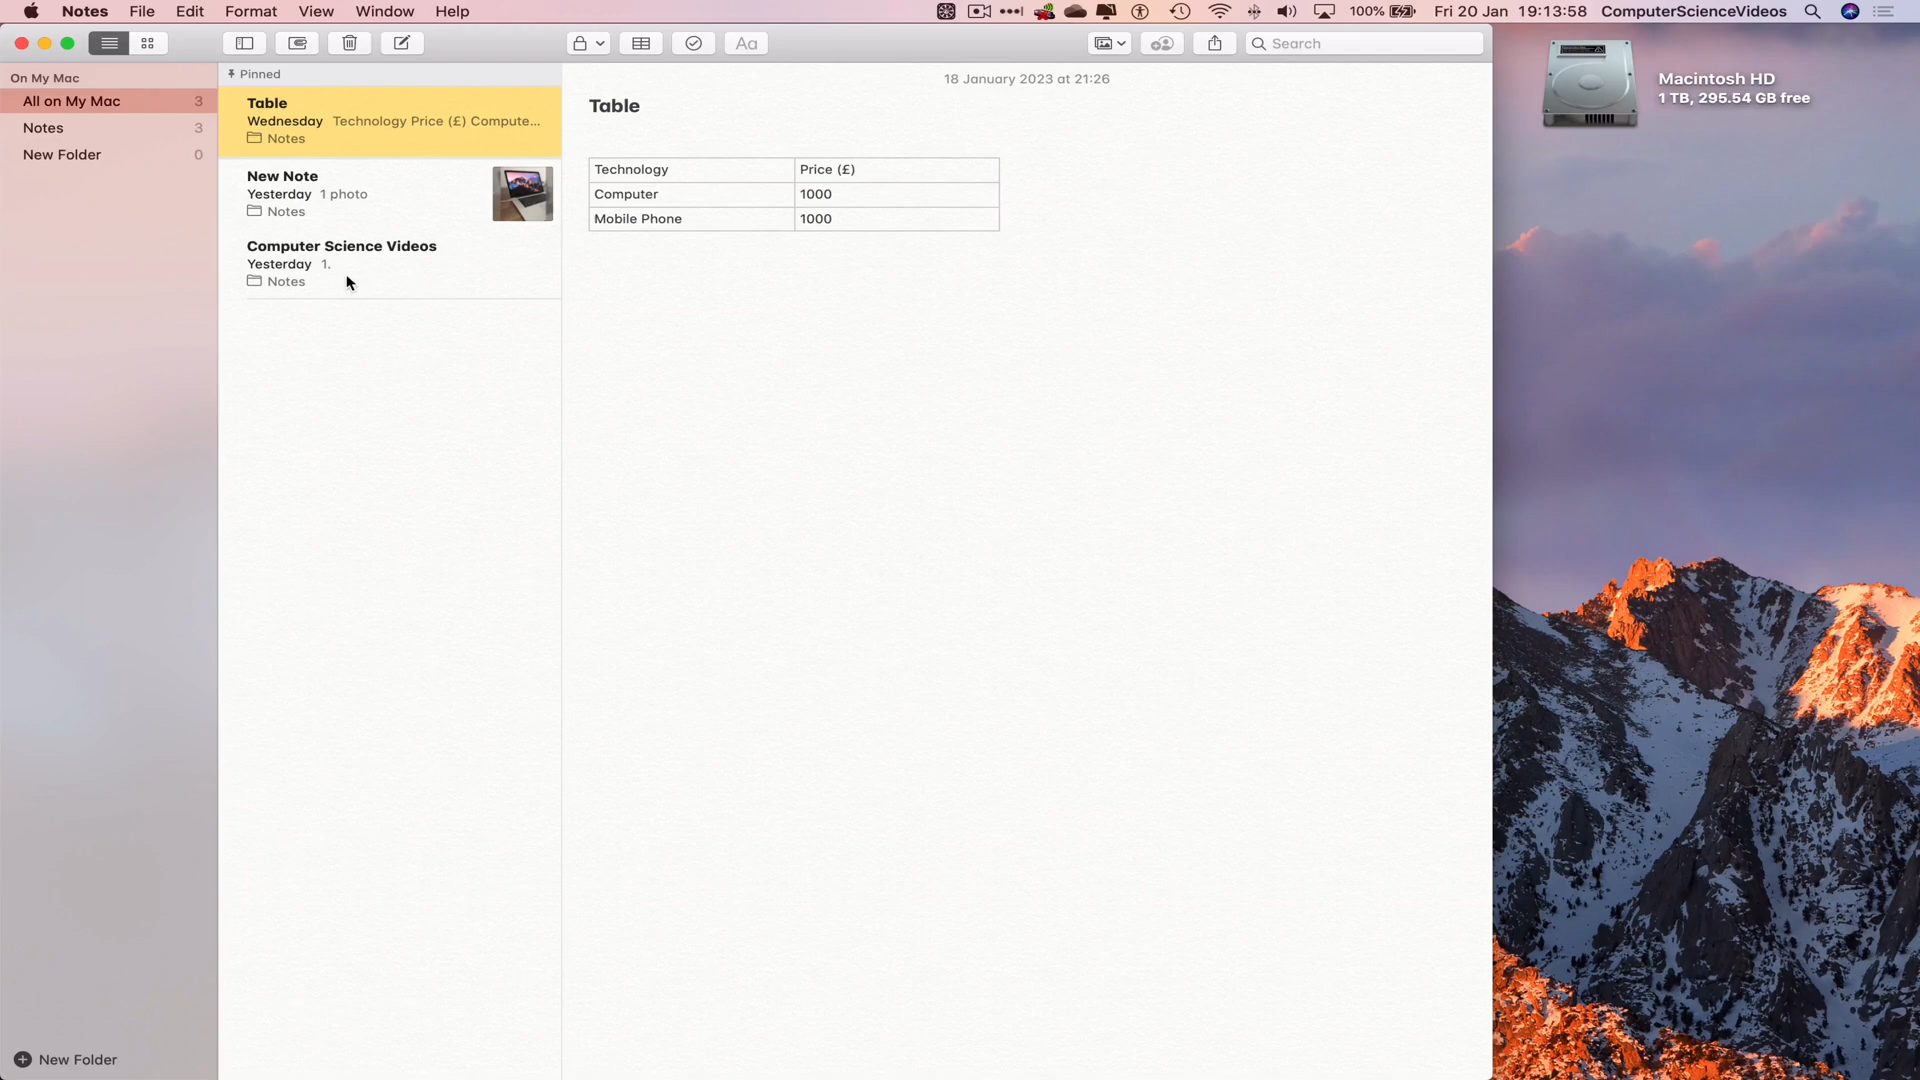 Notes File Edit Format View Window Help 100% Fri 20 Jan 19:13:58 ComputerScienceVideos
Aa Search
On My Mac
All on My Mac 3
Notes 3
New Folder 0
New Folder
Pinned
Table
Wednesday Technology Price (£) Compute...
Notes
New Note
Yesterday 1 photo
Notes
Computer Science Videos
Yesterday 1.
Notes
18 January 2023 at 21:26
Table
Technology Price (£)
Computer 1000
Mobile Phone 1000
Macintosh HD
1 TB, 295.54 GB free